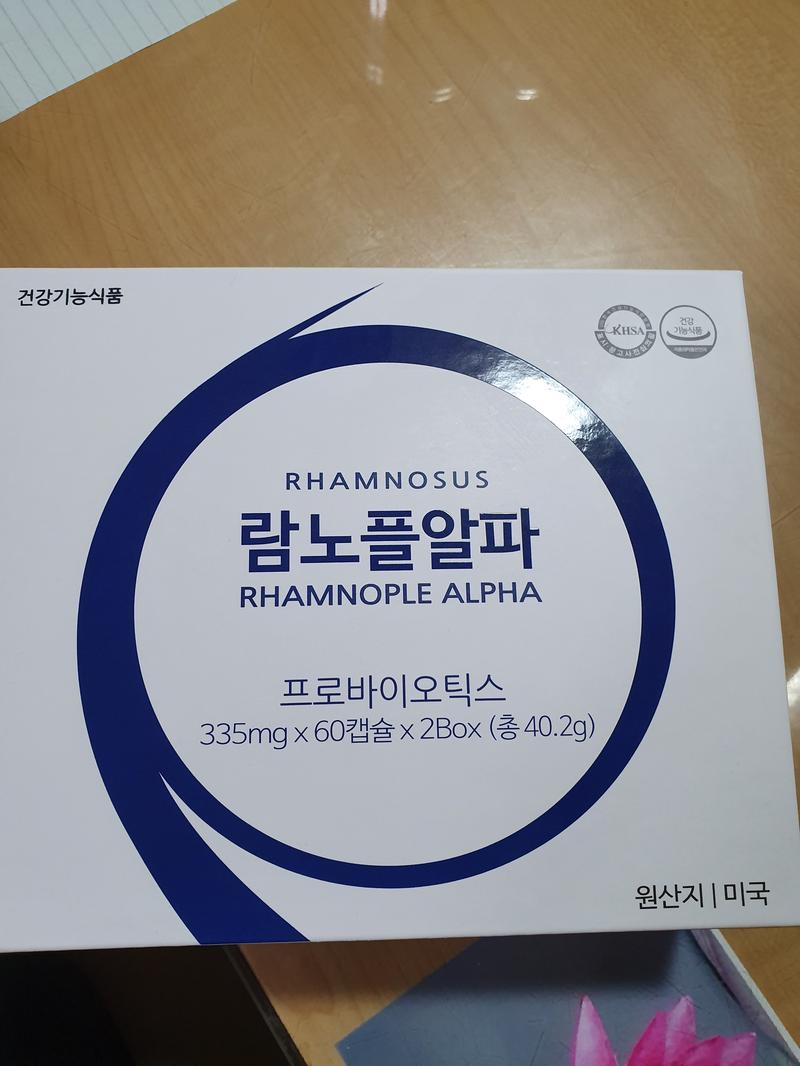 건강기능식품
KHSA
건강
기능식품
RHAMNOSUS
람노플알파
RHAMNOPLE ALPHA
프로바이오틱스
335mg x 60캡슐 x 2Box (총 40.2g)
원산지 | 미국